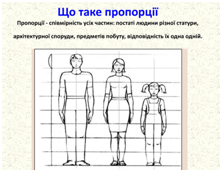 Що таке пропорції
Пропорції - співмірність усіх частин: постаті людини різної статури,
архітектурної споруди, предметів побуту, відповідність їх одна одній.